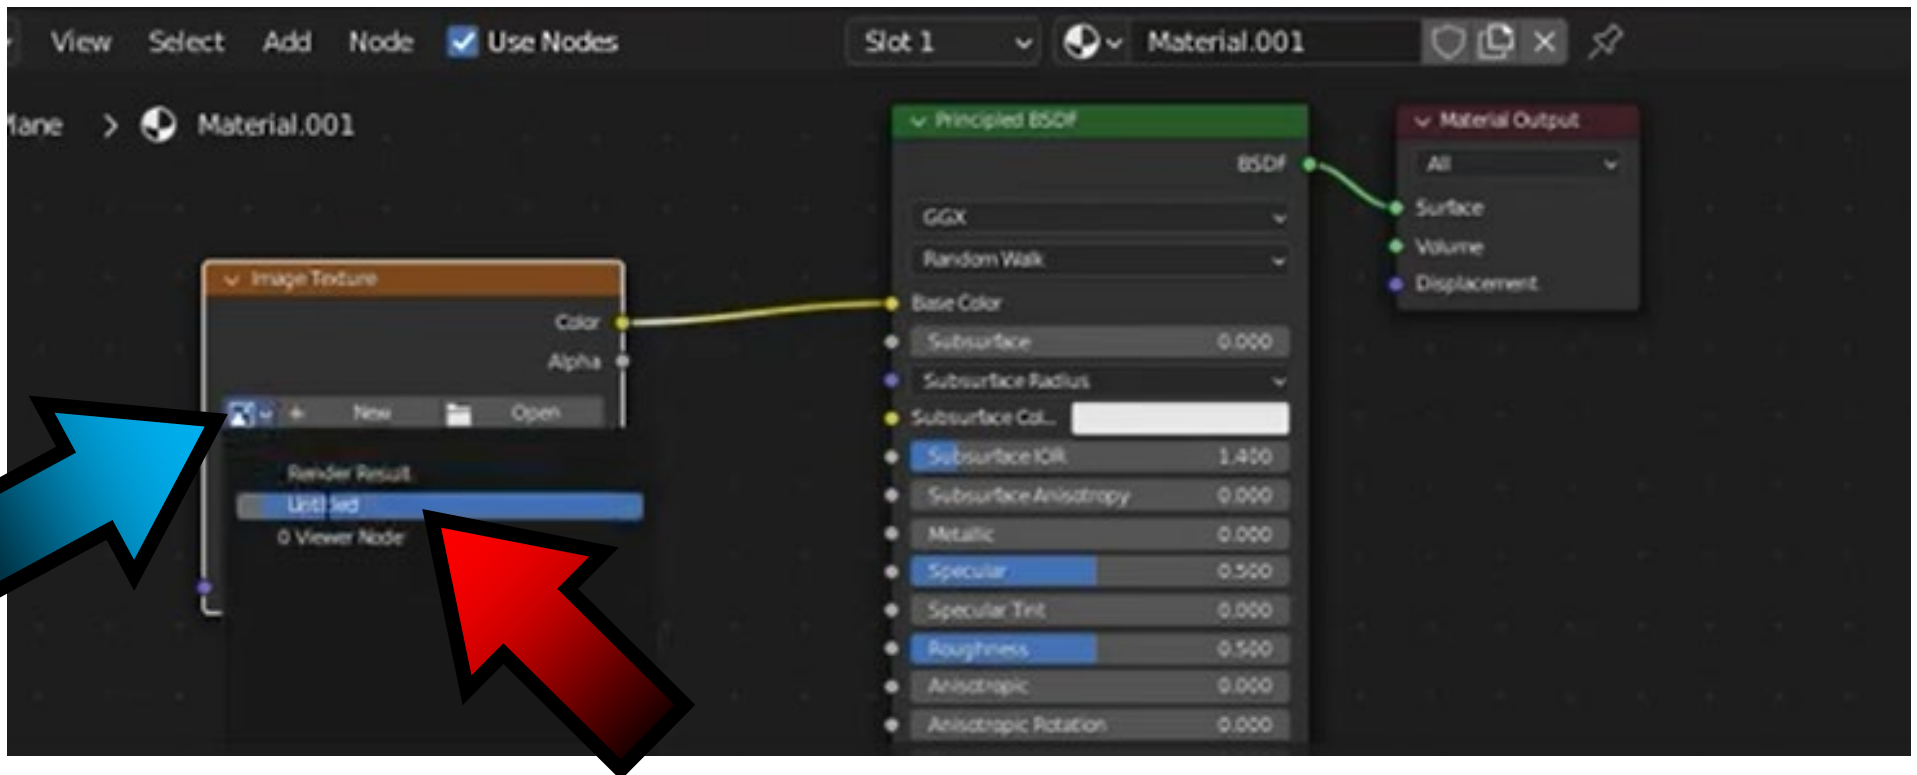 View Select Add Node Use Nodes Slot 1 Material.001
lane > Material.001
Principled BSDF
BSDF
GGX
Random Walk
Base Color
Subsurface 0.000
Subsurface Radius
Subsurface Col...
Subsurface IOR 1.400
Subsurface Anisotropy 0.000
Metallic 0.000
Specular 0.500
Specular Tint 0.000
Roughness 0.500
Anisotropic 0.000
Anisotropic Rotation 0.000
Material Output
All
Surface
Volume
Displacement
Image Texture
Color
Alpha
New Open
Render Result
Untitled
0 Viewer Node